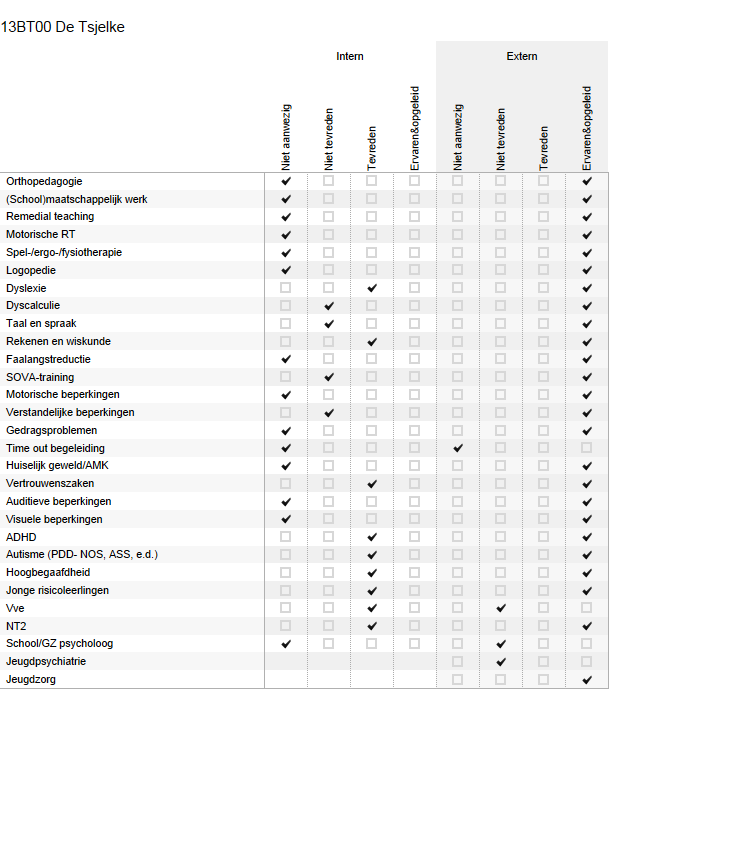 13BT00 De Tsjelke
Intern Extern
Niet aanwezig Niet tevreden Tevreden Ervaren&opgeleid Niet aanwezig Niet tevreden Tevreden Ervaren&opgeleid
Orthopedagogie
(School)maatschappelijk werk
Remedial teaching
Motorische RT
Spel-/ergo-/fysiotherapie
Logopedie
Dyslexie
Dyscalculie
Taal en spraak
Rekenen en wiskunde
Faalangstreductie
SOVA-training
Motorische beperkingen
Verstandelijke beperkingen
Gedragsproblemen
Time out begeleiding
Huiselijk geweld/AMK
Vertrouwenszaken
Auditieve beperkingen
Visuele beperkingen
ADHD
Autisme (PDD- NOS, ASS, e.d.)
Hoogbegaafdheid
Jonge risicoleerlingen
Vve
NT2
School/GZ psycholoog
Jeugdpsychiatrie
Jeugdzorg